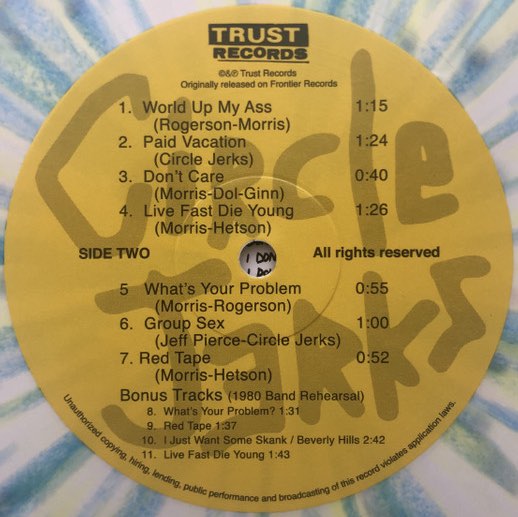 TRUST
RECORDS
©&℗ Trust Records
Originally released on Frontier Records
1. World Up My Ass 1:15
(Rogerson-Morris)
2. Paid Vacation 1:24
(Circle Jerks)
3. Don't Care 0:40
(Morris-Dol-Ginn)
4. Live Fast Die Young 1:26
(Morris-Hetson)
SIDE TWO All rights reserved
I DON
5 What's Your Problem 0:55
(Morris-Rogerson)
6. Group Sex 1:00
(Jeff Pierce-Circle Jerks)
7. Red Tape 0:52
(Morris-Hetson)
Bonus Tracks (1980 Band Rehearsal)
8. What's Your Problem? 1:31
9. Red Tape 1:37
10. I Just Want Some Skank / Beverly Hills 2:42
11. Live Fast Die Young 1:43
Unauthorized copying, hiring, lending, public performance and broadcasting of this record violates application laws.
Circle
Jerks